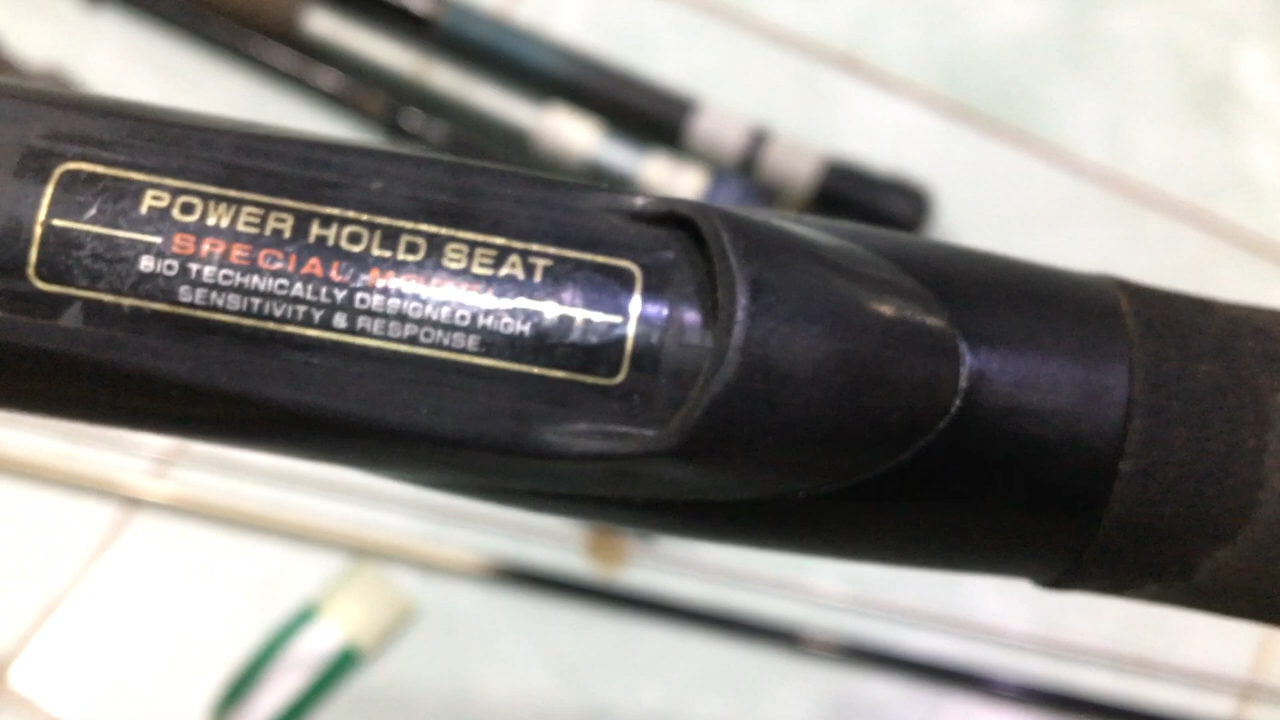 POWER HOLD SEAT
SPECIAL
BIO TECHNICALLY DESIGNED HIGH
SENSITIVITY & RESPONSE.